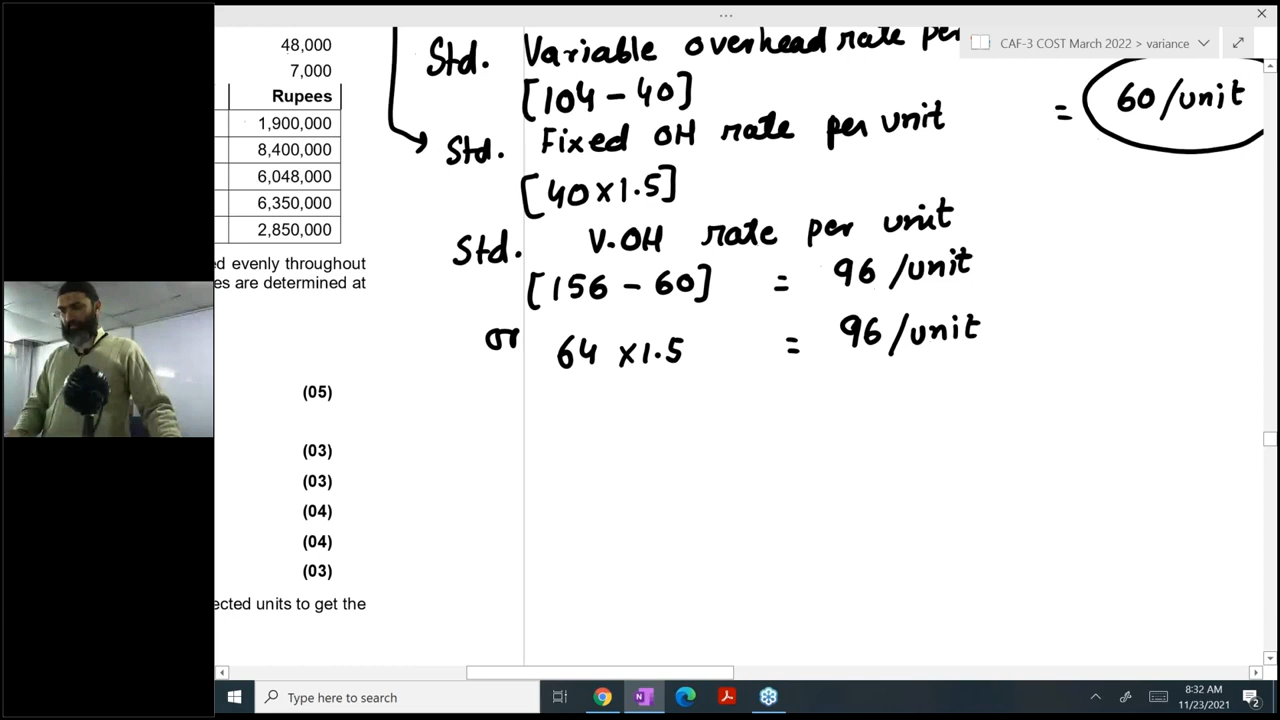 CAF-3 COST March 2022 > variance
48,000
7,000
Rupees
1,900,000
8,400,000
6,048,000
6,350,000
2,850,000
ed evenly throughout
es are determined at
(05)
(03)
(03)
(04)
(04)
(03)
ected units to get the
Std. Variable overhead rate per
[104 - 40]
Std. Fixed OH rate per unit = 60/unit
[40 x 1.5]
Std. V.OH rate per unit
[156 - 60] = 96/unit
or 64 x 1.5 = 96/unit
Type here to search
8:32 AM
11/23/2021
2